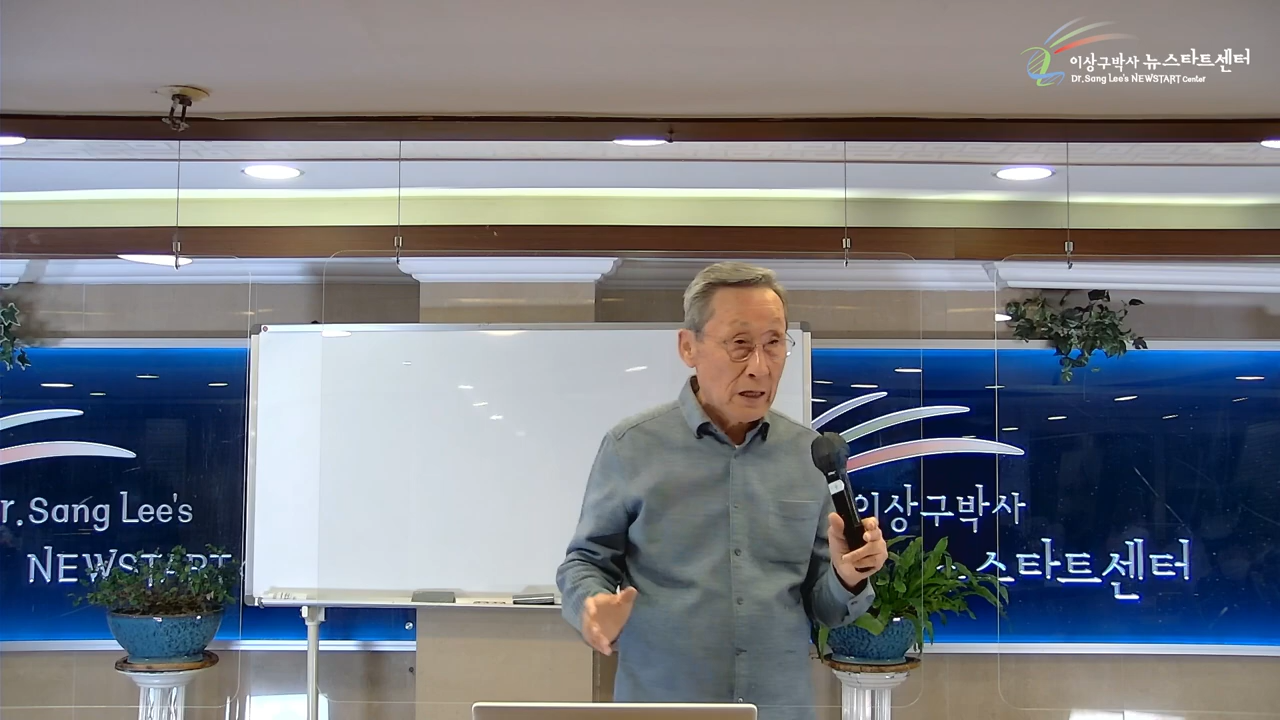 이상구박사 뉴스타트센터
Dr. Sang Lee's NEWSTART Center
r. Sang Lee's
NEWSTART
이상구박사
스타트센터